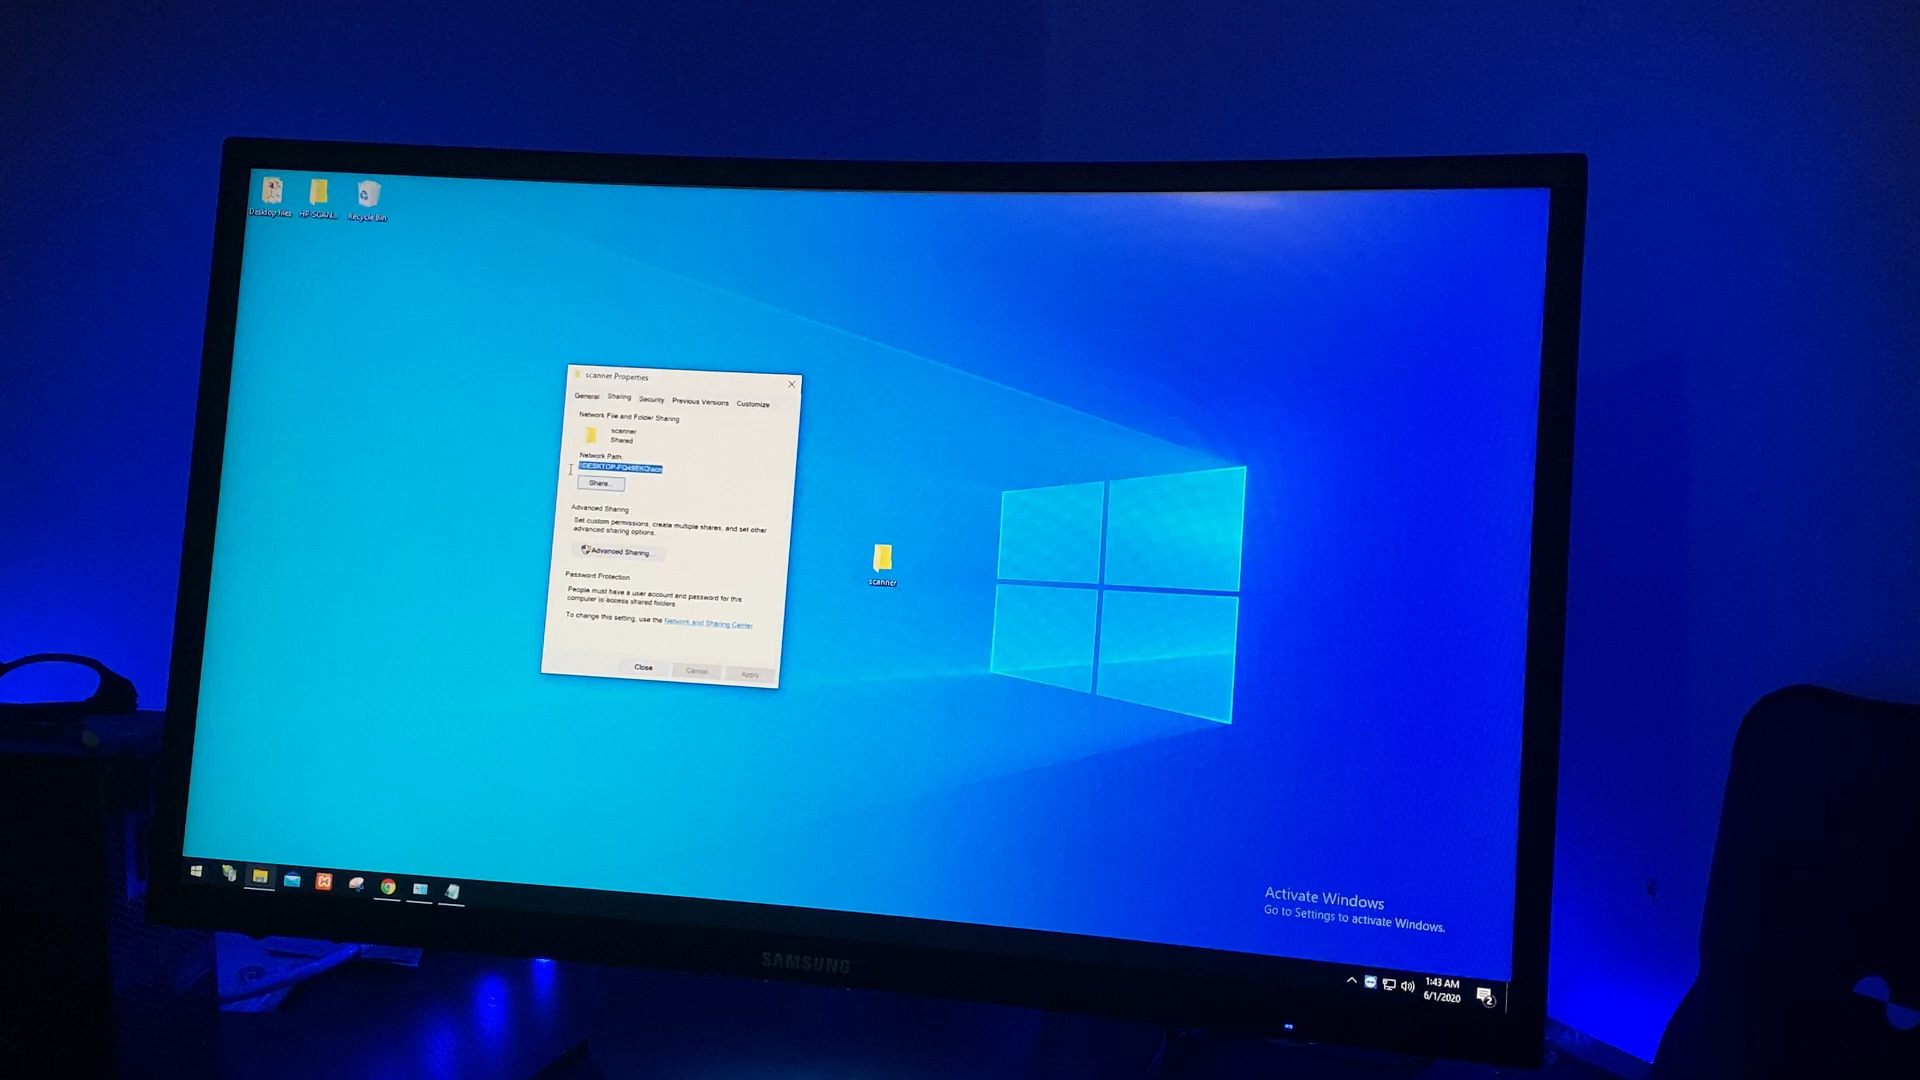 Desktop files
HP SCAN...
Recycle Bin
scanner Properties
General Sharing Security Previous Versions Customize
Network File and Folder Sharing
scanner
Shared
Network Path:
Share...
Advanced Sharing
Set custom permissions, create multiple shares, and set other
advanced sharing options.
Advanced Sharing...
Password Protection
People must have a user account and password for this
computer to access shared folders.
To change this setting, use the Network and Sharing Center.
Close Cancel Apply
scanner
Activate Windows
Go to Settings to activate Windows.
SAMSUNG
1:43 AM
6/1/2020
2